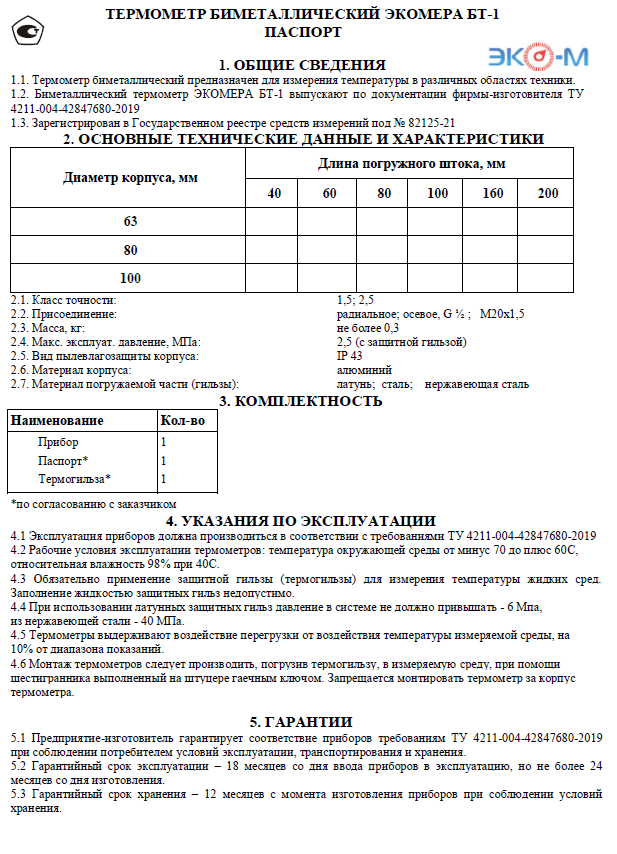 ТЕРМОМЕТР БИМЕТАЛЛИЧЕСКИЙ ЭКОМЕРА БТ-1
ПАСПОРТ
ЭКО-М
1. ОБЩИЕ СВЕДЕНИЯ
1.1. Термометр биметаллический предназначен для измерения температуры в различных областях техники.
1.2. Биметаллический термометр ЭКОМЕРА БТ-1 выпускают по документации фирмы-изготовителя ТУ
4211-004-42847680-2019
1.3. Зарегистрирован в Государственном реестре средств измерений под № 82125-21
2. ОСНОВНЫЕ ТЕХНИЧЕСКИЕ ДАННЫЕ И ХАРАКТЕРИСТИКИ
Диаметр корпуса, мм Длина погружного штока, мм
40 60 80 100 160 200
63
80
100
2.1. Класс точности: 1,5; 2,5
2.2. Присоединение: радиальное; осевое, G ½ ; М20х1,5
2.3. Масса, кг: не более 0,3
2.4. Макс. эксплуат. давление, МПа: 2,5 (с защитной гильзой)
2.5. Вид пылевлагозащиты корпуса: IP 43
2.6. Материал корпуса: алюминий
2.7. Материал погружаемой части (гильзы): латунь; сталь; нержавеющая сталь
3. КОМПЛЕКТНОСТЬ
Наименование Кол-во
Прибор 1
Паспорт* 1
Термогильза* 1
*по согласованию с заказчиком
4. УКАЗАНИЯ ПО ЭКСПЛУАТАЦИИ
4.1 Эксплуатация приборов должна производиться в соответствии с требованиями ТУ 4211-004-42847680-2019
4.2 Рабочие условия эксплуатации термометров: температура окружающей среды от минус 70 до плюс 60С,
относительная влажность 98% при 40С.
4.3 Обязательно применение защитной гильзы (термогильзы) для измерения температуры жидких сред.
Заполнение жидкостью защитных гильз недопустимо.
4.4 При использовании латунных защитных гильз давление в системе не должно привышать - 6 Мпа,
из нержавеющей стали - 40 МПа.
4.5 Термометры выдерживают воздействие перегрузки от воздействия температуры измеряемой среды, на
10% от диапазона показаний.
4.6 Монтаж термометров следует производить, погрузив термогильзу, в измеряемую среду, при помощи
шестигранника выполненный на штуцере гаечным ключом. Запрещается монтировать термометр за корпус
термометра.
5. ГАРАНТИИ
5.1 Предприятие-изготовитель гарантирует соответствие приборов требованиям ТУ 4211-004-42847680-2019
при соблюдении потребителем условий эксплуатации, транспортирования и хранения.
5.2 Гарантийный срок эксплуатации – 18 месяцев со дня ввода приборов в эксплуатацию, но не более 24
месяцев со дня изготовления.
5.3 Гарантийный срок хранения – 12 месяцев с момента изготовления приборов при соблюдении условий
хранения.